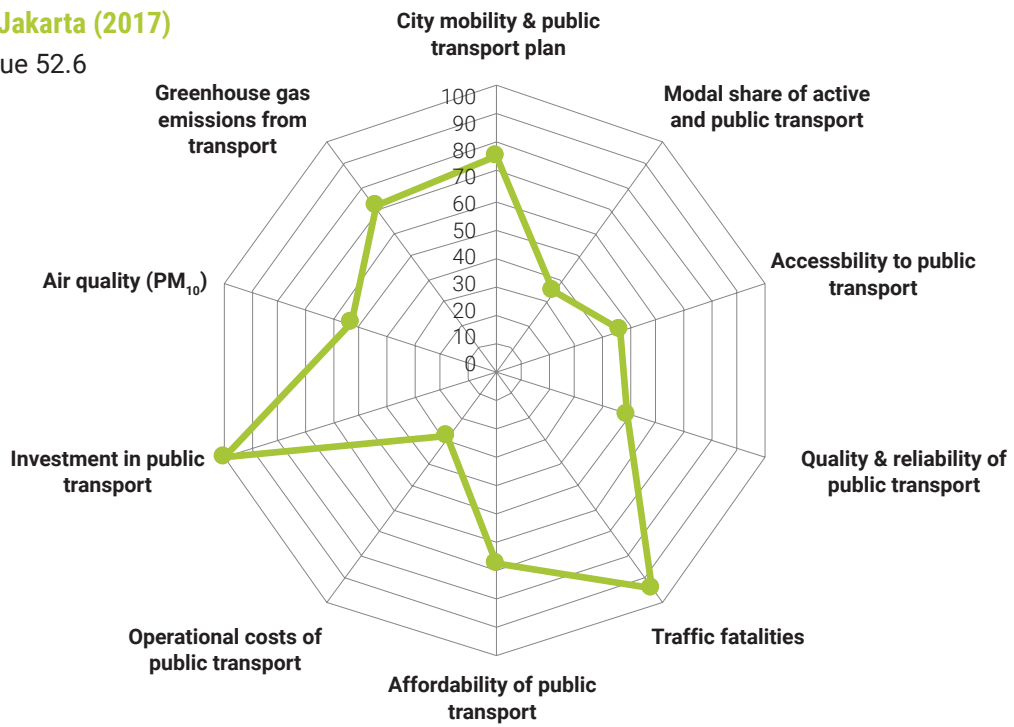 Jakarta (2017)
ue 52.6
City mobility & public
transport plan
Greenhouse gas
emissions from
transport
Modal share of active
and public transport
100
90
80
70
60
50
40
30
20
10
0
Air quality (PM10)
Accessbility to public
transport
Investment in public
transport
Quality & reliability of
public transport
Operational costs of
public transport
Traffic fatalities
Affordability of public
transport